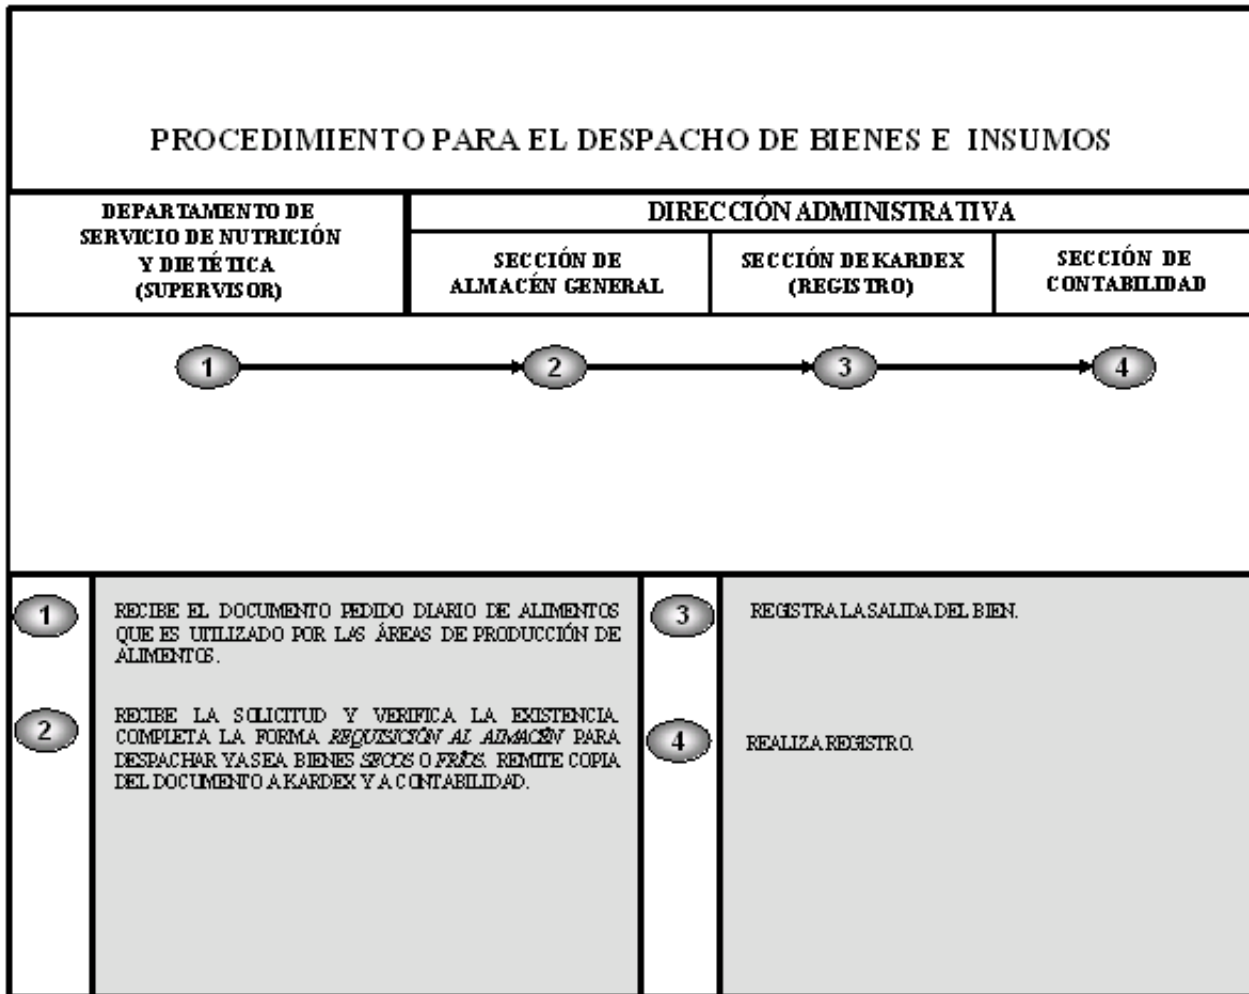 PROCEDIMIENTO PARA EL DESPACHO DE BIENES E INSUMOS
DEPARTAMENTO DE
SERVICIO DE NUTRICIÓN
Y DIETÉTICA
(SUPERVISOR)
DIRECCIÓN ADMINISTRATIVA
SECCIÓN DE
ALMACÉN GENERAL
SECCIÓN DE KARDEX
(REGISTRO)
SECCIÓN DE
CONTABILIDAD
1
2
3
4
1
RECIBE EL DOCUMENTO PEDIDO DIARIO DE ALIMENTOS
QUE ES UTILIZADO POR LAS ÁREAS DE PRODUCCIÓN DE
ALIMENTOS.
2
RECIBE LA SOLICITUD Y VERIFICA LA EXISTENCIA.
COMPLETA LA FORMA REQUISICIÓN AL ALMACÉN PARA
DESPACHAR YA SEA BIENES SECOS O FRÍOS. REMITE COPIA
DEL DOCUMENTO A KARDEX Y A CONTABILIDAD.
3
REGISTRA LA SALIDA DEL BIEN.
4
REALIZA REGISTRO.